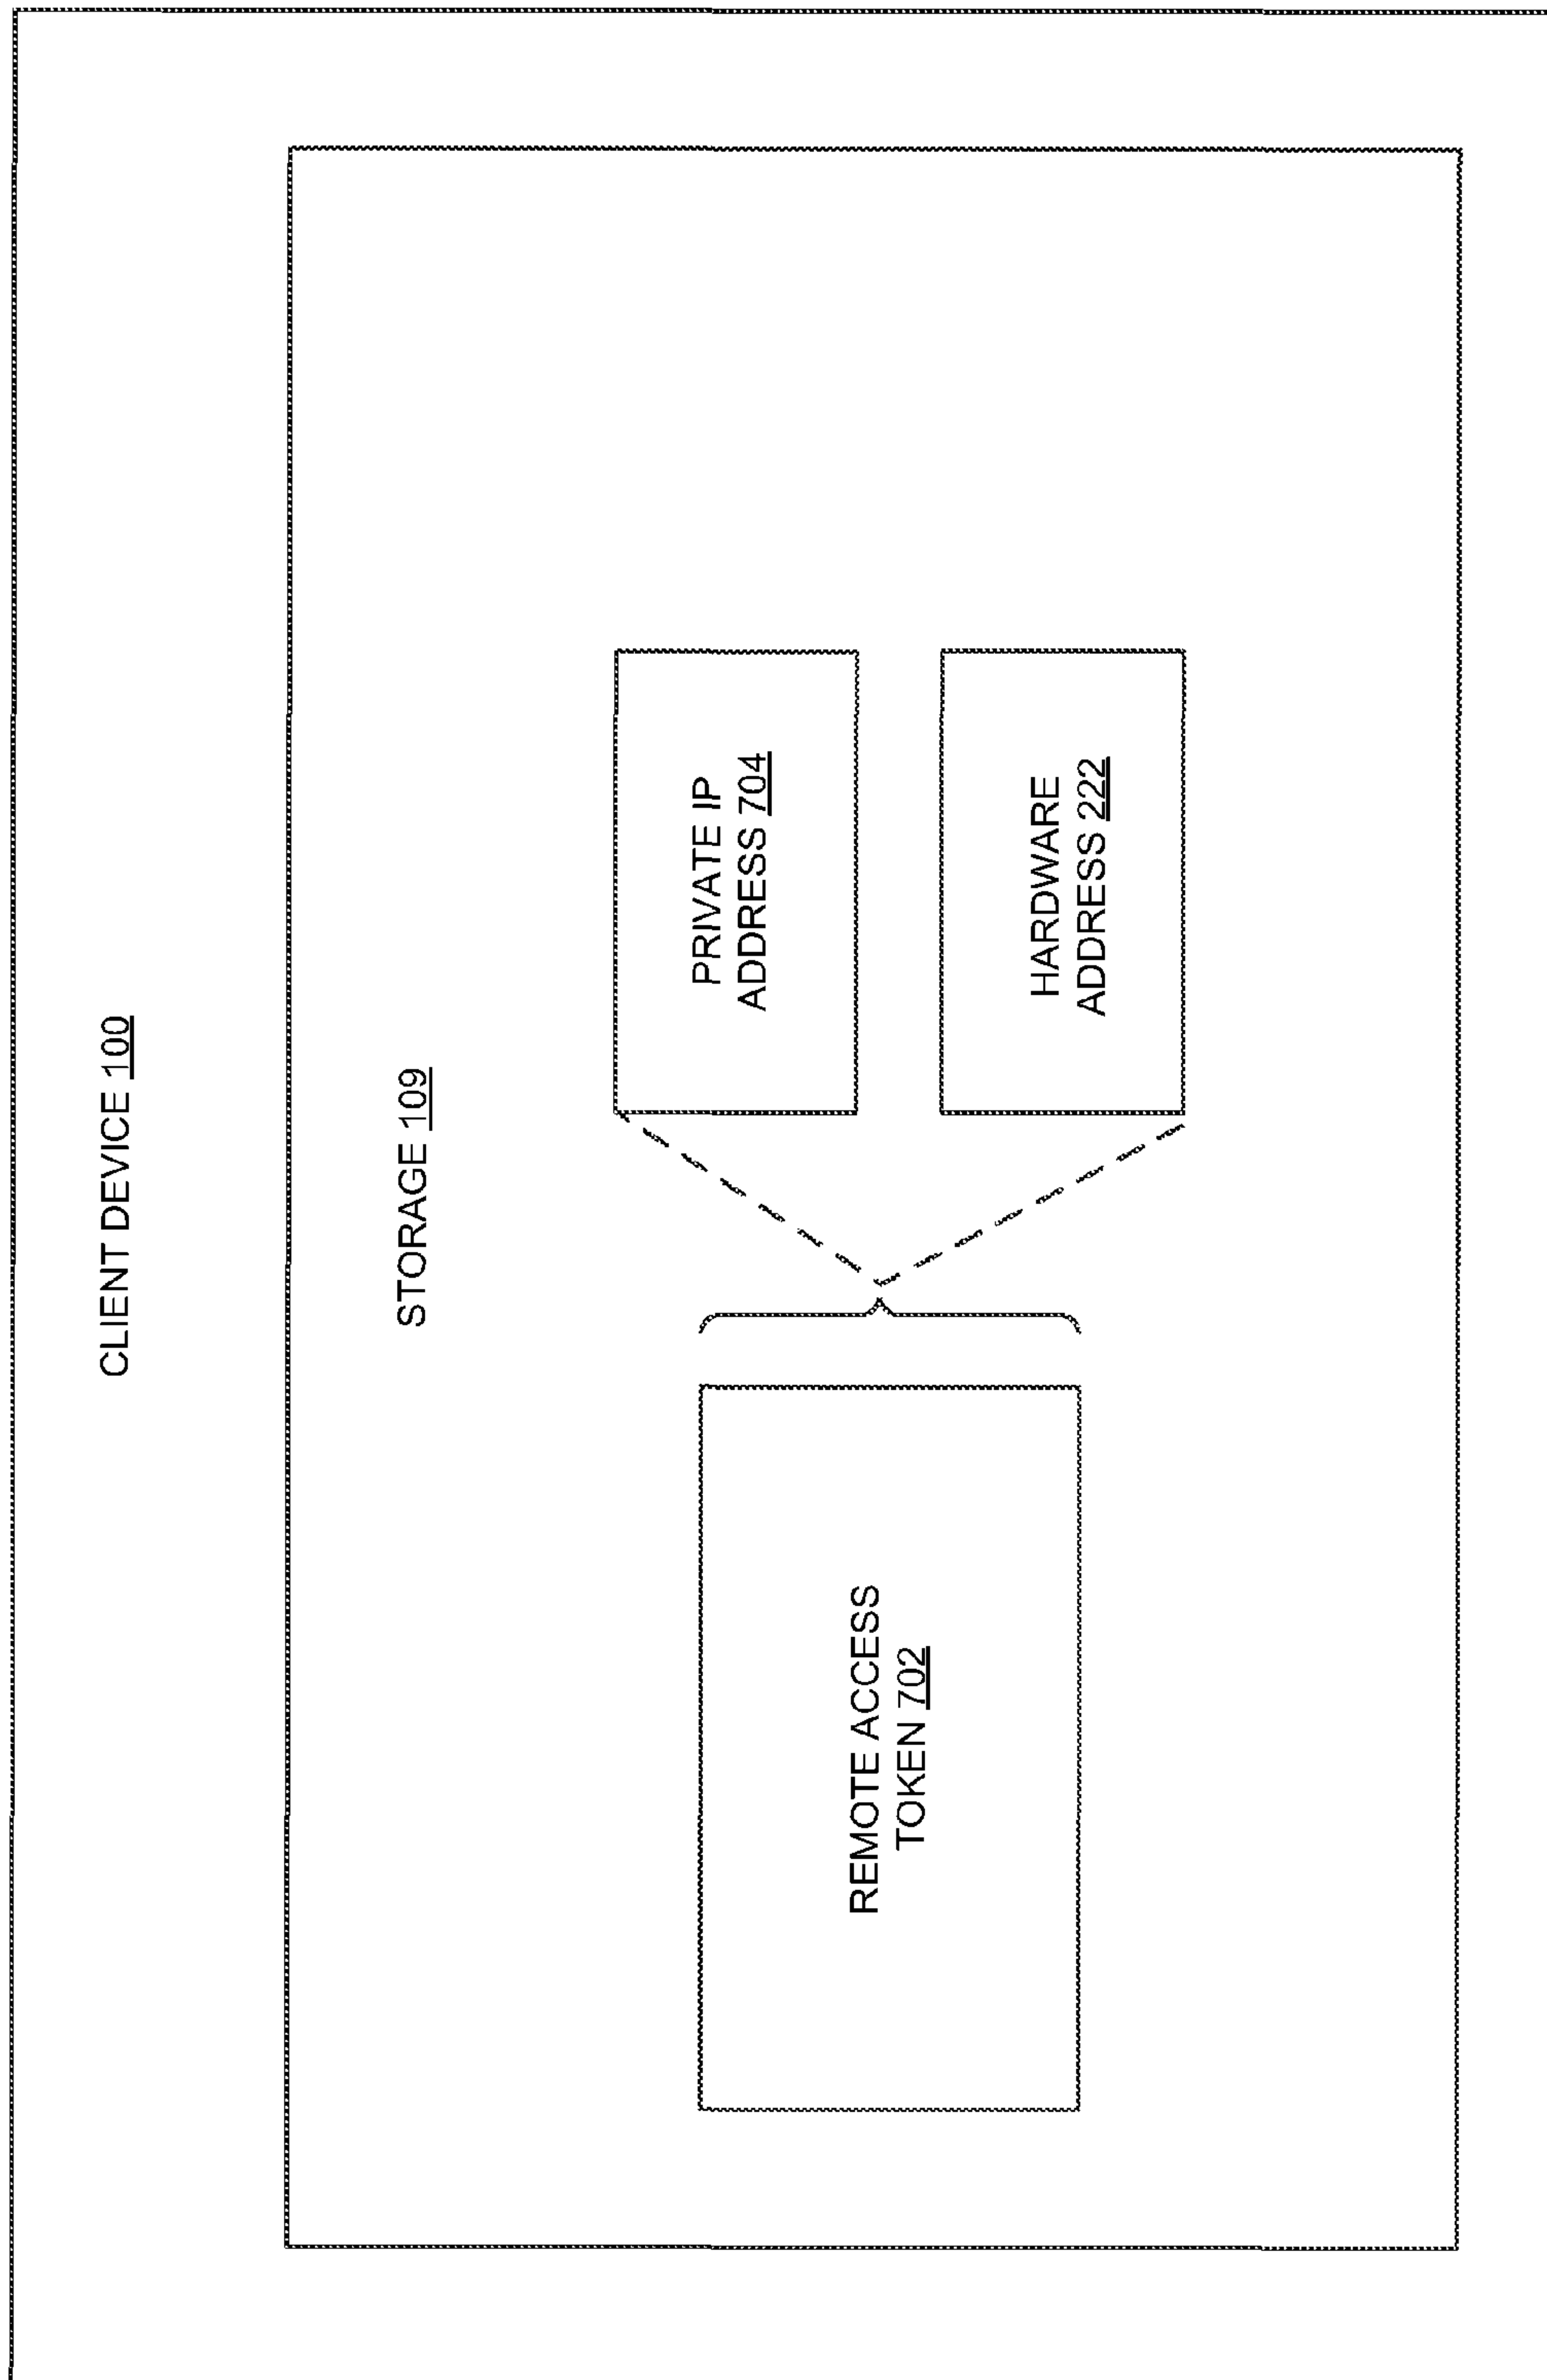 CLIENT DEVICE 100
STORAGE 109
REMOTE ACCESS
TOKEN 702
PRIVATE IP
ADDRESS 704
HARDWARE
ADDRESS 222